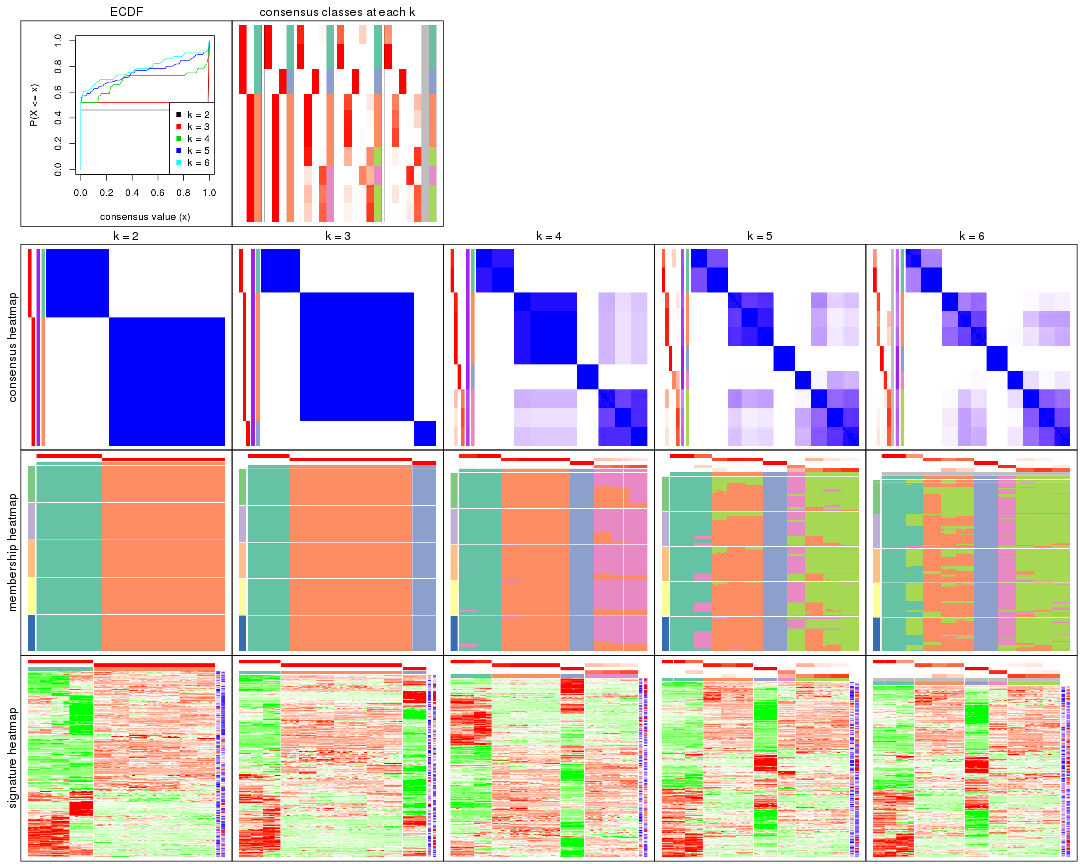 ECDF
consensus classes at each k
P(X <= x)
1.0
0.8
0.6
0.4
0.2
0.0
k = 2
k = 3
k = 4
k = 5
k = 6
0.0 0.2 0.4 0.6 0.8 1.0
consensus value (x)
k = 2 k = 3 k = 4 k = 5 k = 6
consensus heatmap
membership heatmap
signature heatmap